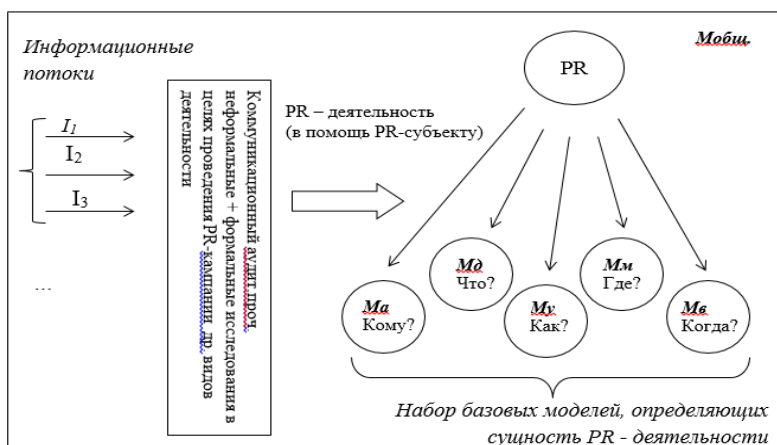 Информационные
потоки
I1
I2
I3
...
Коммуникационный аудит проч
неформальные + формальные исследования в
целях проведения PR-кампании др. видов
деятельности
PR – деятельность
(в помощь PR-субъекту)
Мобщ.
PR
Ма
Кому?
Мд
Что?
Му
Как?
Мм
Где?
Мв
Когда?
Набор базовых моделей, определяющих
сущность PR - деятельности